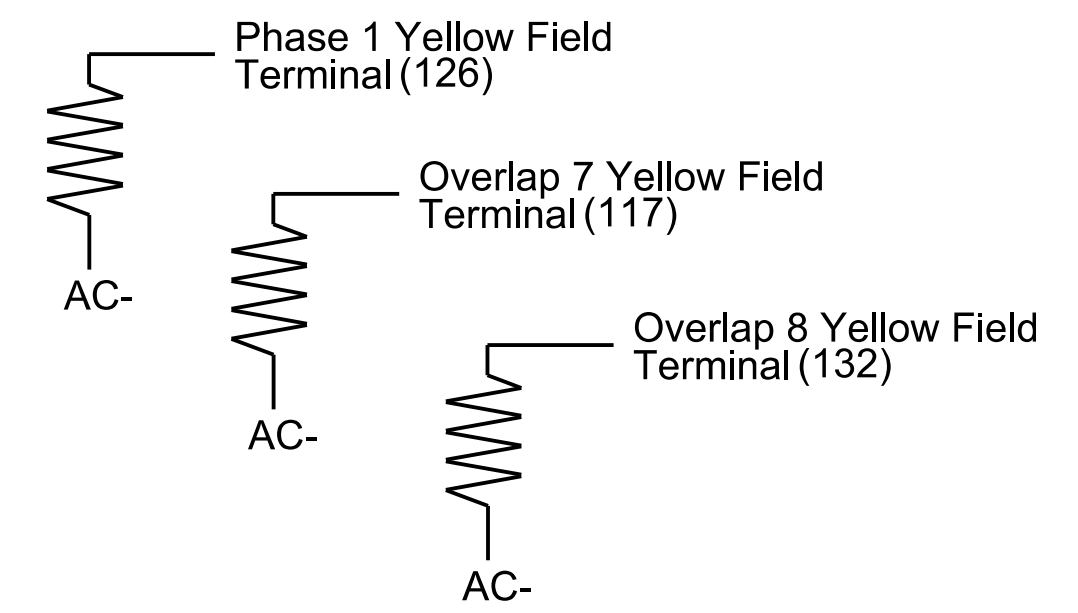 Phase 1 Yellow Field
Terminal (126)
AC-
Overlap 7 Yellow Field
Terminal (117)
AC-
Overlap 8 Yellow Field
Terminal (132)
AC-